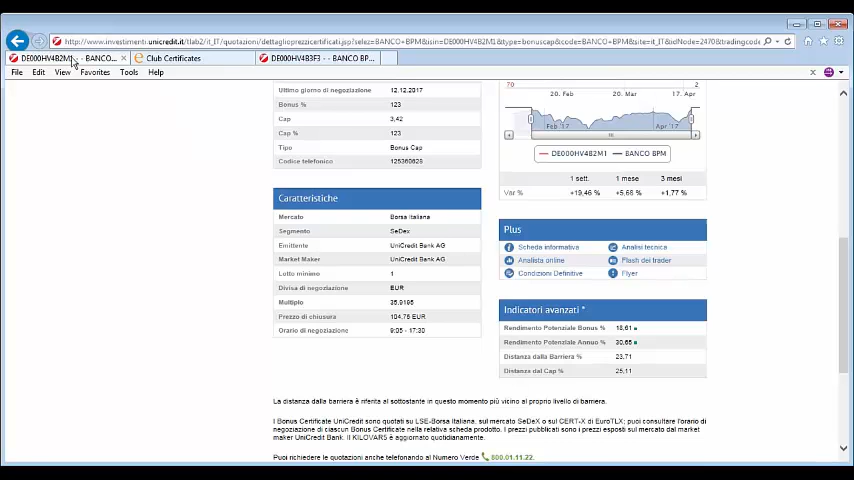 http://www.investimenti.unicredit.it/tlab2/it_IT/quotazioni/dettaglioprezzicertificati.jsp?selez=BANCO+BPM&isin=DE000HV4B2M1&type=bonuscap&code=BANCO+BPM&site=it_IT&idNode=2470&tradingcod
DE000HV4B2M1 - - BANCO...
Club Certificates
DE000HV4B3F3 - - BANCO BP...
File Edit View Favorites Tools Help
Ultimo giorno di negoziazione 12.12.2017
Bonus % 123
Cap 3,42
Cap % 123
Tipo Bonus Cap
Codice telefonico
70 2
20. Feb 20. Mar 17. Apr
Feb '17 Apr '17
DE000HV4B2M1 BANCO BPM
1 sett. 1 mese 3 mesi
Var % +19,46 % +5,68 % +1,77 %
Caratteristiche
Mercato Borsa Italiana
Segmento SeDex
Emittente UniCredit Bank AG
Market Maker UniCredit Bank AG
Lotto minimo 1
Divisa di negoziazione EUR
Multiplo 35,9195
Prezzo di chiusura 104,75 EUR
Orario di negoziazione 9:05 - 17:30
Plus
Scheda informativa Analisi tecnica
Analista online Flash dei trader
Condizioni Definitive Flyer
Indicatori avanzati *
Rendimento Potenziale Bonus % 18,61
Rendimento Potenziale Annuo % 30,65
Distanza dalla Barriera % 23,71
Distanza dal Cap % 25,11
La distanza dalla barriera è riferita al sottostante in questo momento più vicino al proprio livello di barriera.
I Bonus Certificate UniCredit sono quotati su LSE-Borsa Italiana, sul mercato SeDeX o sul CERT-X di EuroTLX; puoi consultare l'orario di
negoziazione di ciascun Bonus Certificate nella relativa scheda prodotto. I prezzi pubblicati sono i prezzi esposti sul mercato dal market
maker UniCredit Bank. Il KILOVAR5 è aggiornato quotidianamente.
Puoi richiedere le quotazioni anche telefonando al Numero Verde 800.01.11.22.